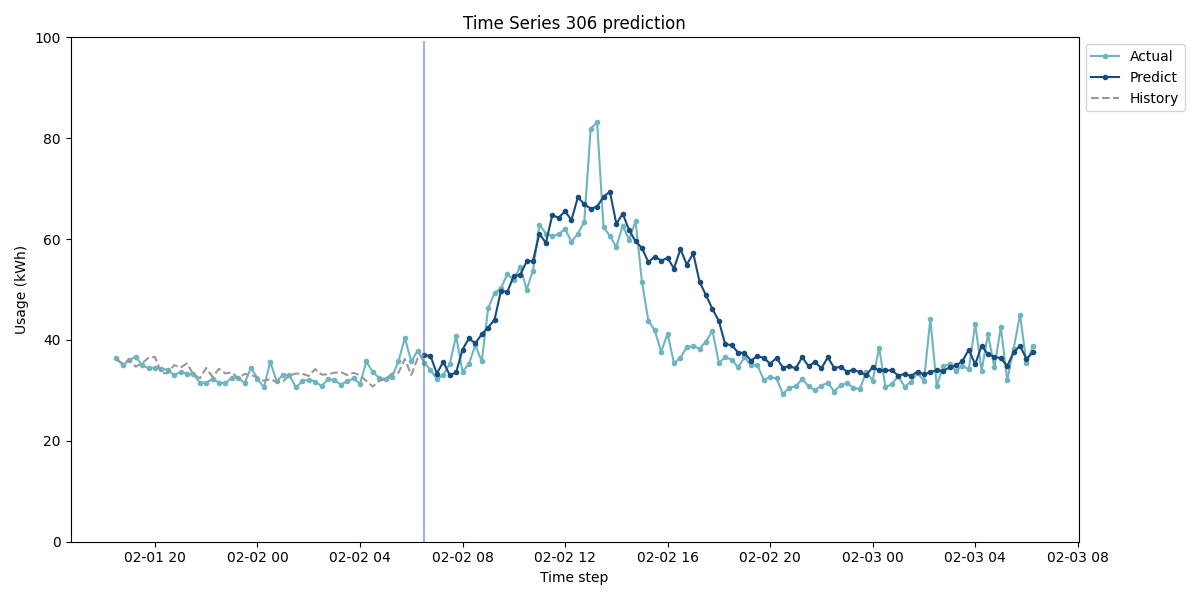 Time Series 306 prediction
100
80
60
40
20
0
Usage (kWh)
02-01 20
02-02 00
02-02 04
02-02 08
02-02 12
02-02 16
02-02 20
02-03 00
02-03 04
02-03 08
Time step
Actual
Predict
History